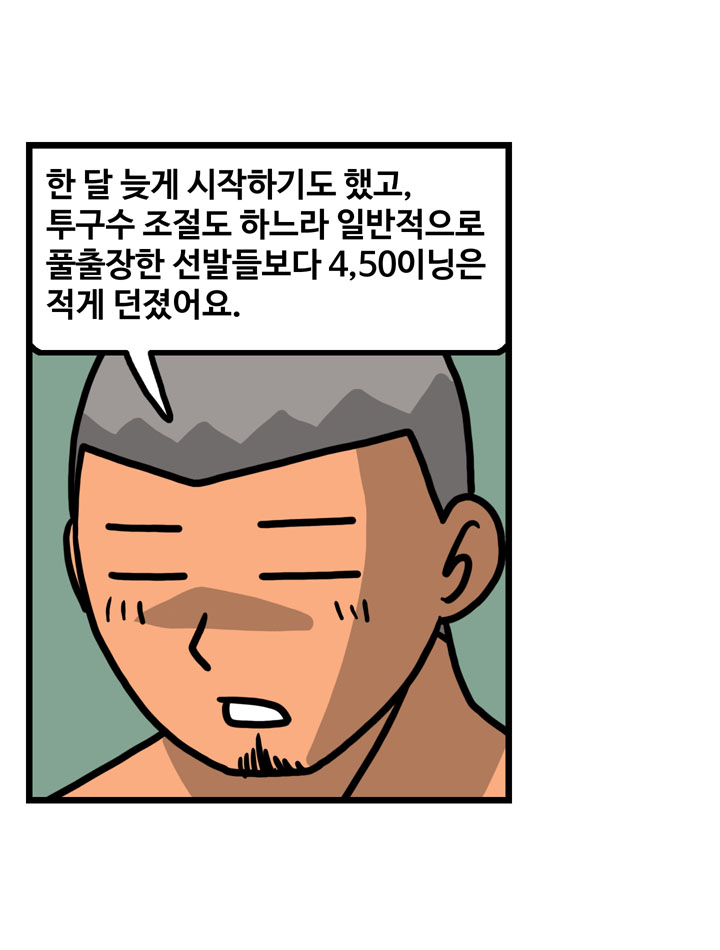 한 달 늦게 시작하기도 했고,
투구수 조절도 하느라 일반적으로
풀출장한 선발들보다 4,50이닝은
적게 던졌어요.